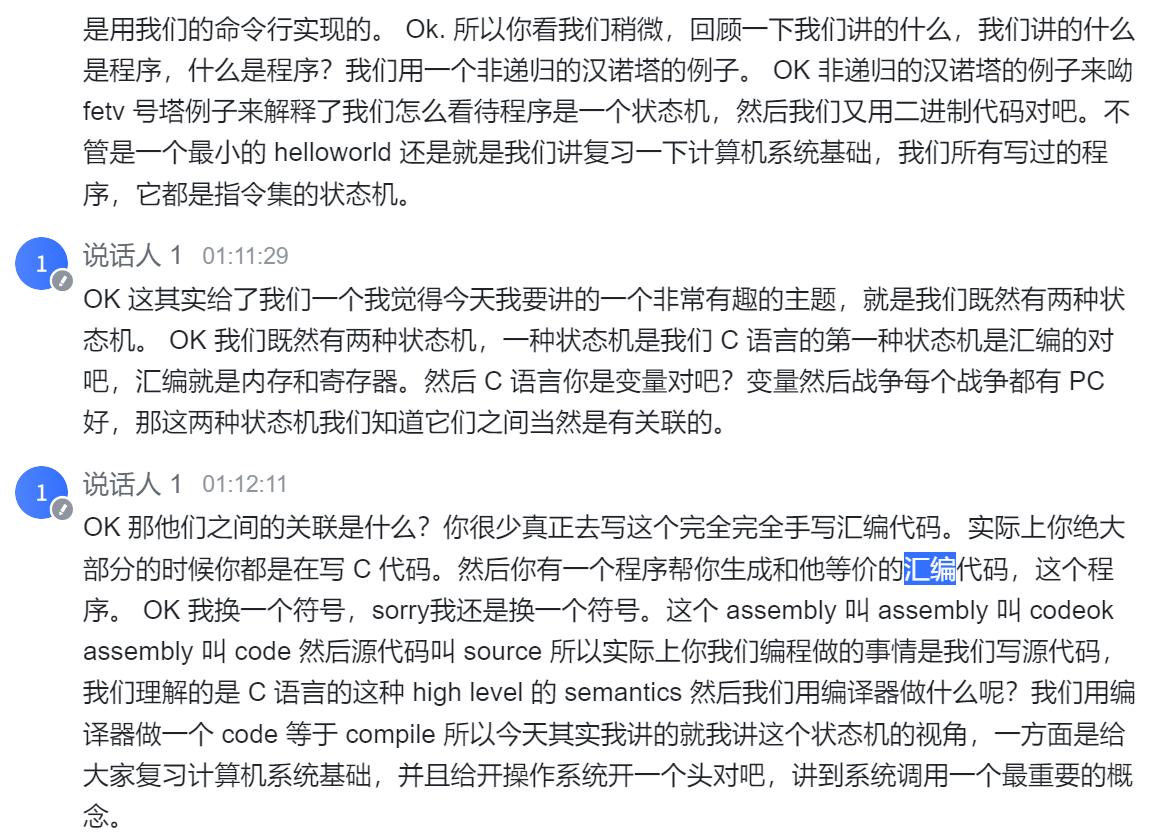 是用我们的命令行实现的。 Ok. 所以你看我们稍微，回顾一下我们讲的什么，我们讲的什么
是程序，什么是程序？我们用一个非递归的汉诺塔的例子。 OK 非递归的汉诺塔的例子来呦
fetv 号塔例子来解释了我们怎么看待程序是一个状态机，然后我们又用二进制代码对吧。不
管是一个最小的 helloworld 还是就是我们讲复习一下计算机系统基础，我们所有写过的程
序，它都是指令集的状态机。
1 说话人 1 01:11:29
OK 这其实给了我们一个我觉得今天我要讲的一个非常有趣的主题，就是我们既然有两种状
态机。 OK 我们既然有两种状态机，一种状态机是我们 C 语言的第一种状态机是汇编的对
吧，汇编就是内存和寄存器。然后 C 语言你是变量对吧？变量然后战争每个战争都有 PC
好，那这两种状态机我们知道它们之间当然是有关联的。
1 说话人 1 01:12:11
OK 那他们之间的关联是什么？你很少真正去写这个完全完全手写汇编代码。实际上你绝大
部分的时候你都是在写 C 代码。然后你有一个程序帮你生成和他等价的汇编代码，这个程
序。 OK 我换一个符号，sorry我还是换一个符号。这个 assembly 叫 assembly 叫 codeok
assembly 叫 code 然后源代码叫 source 所以实际上你我们编程做的事情是我们写源代码，
我们理解的是 C 语言的这种 high level 的 semantics 然后我们用编译器做什么呢？我们用编
译器做一个 code 等于 compile 所以今天其实我讲的就我讲这个状态机的视角，一方面是给
大家复习计算机系统基础，并且给开操作系统开一个头对吧，讲到系统调用一个最重要的概
念。